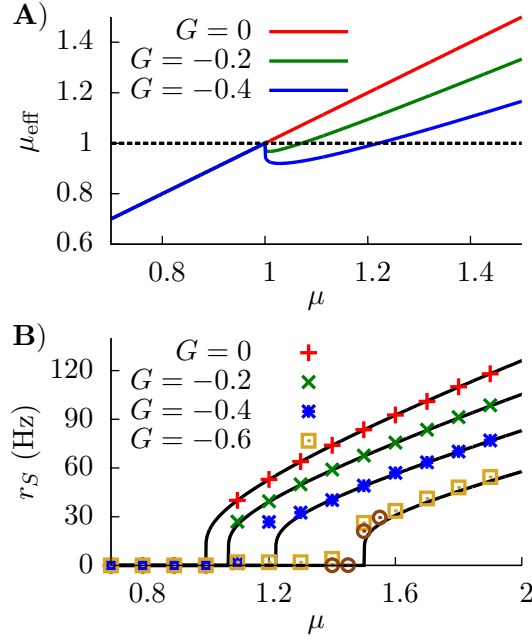 A)
G = 0
G = −0.2
G = −0.4
1.4
1.2
1
0.8
0.6
μeff
0.8 1 1.2 1.4
μ
B)
G = 0
G = −0.2
G = −0.4
G = −0.6
120
90
60
30
0
rS (Hz)
0.8 1.2 1.6 2
μ